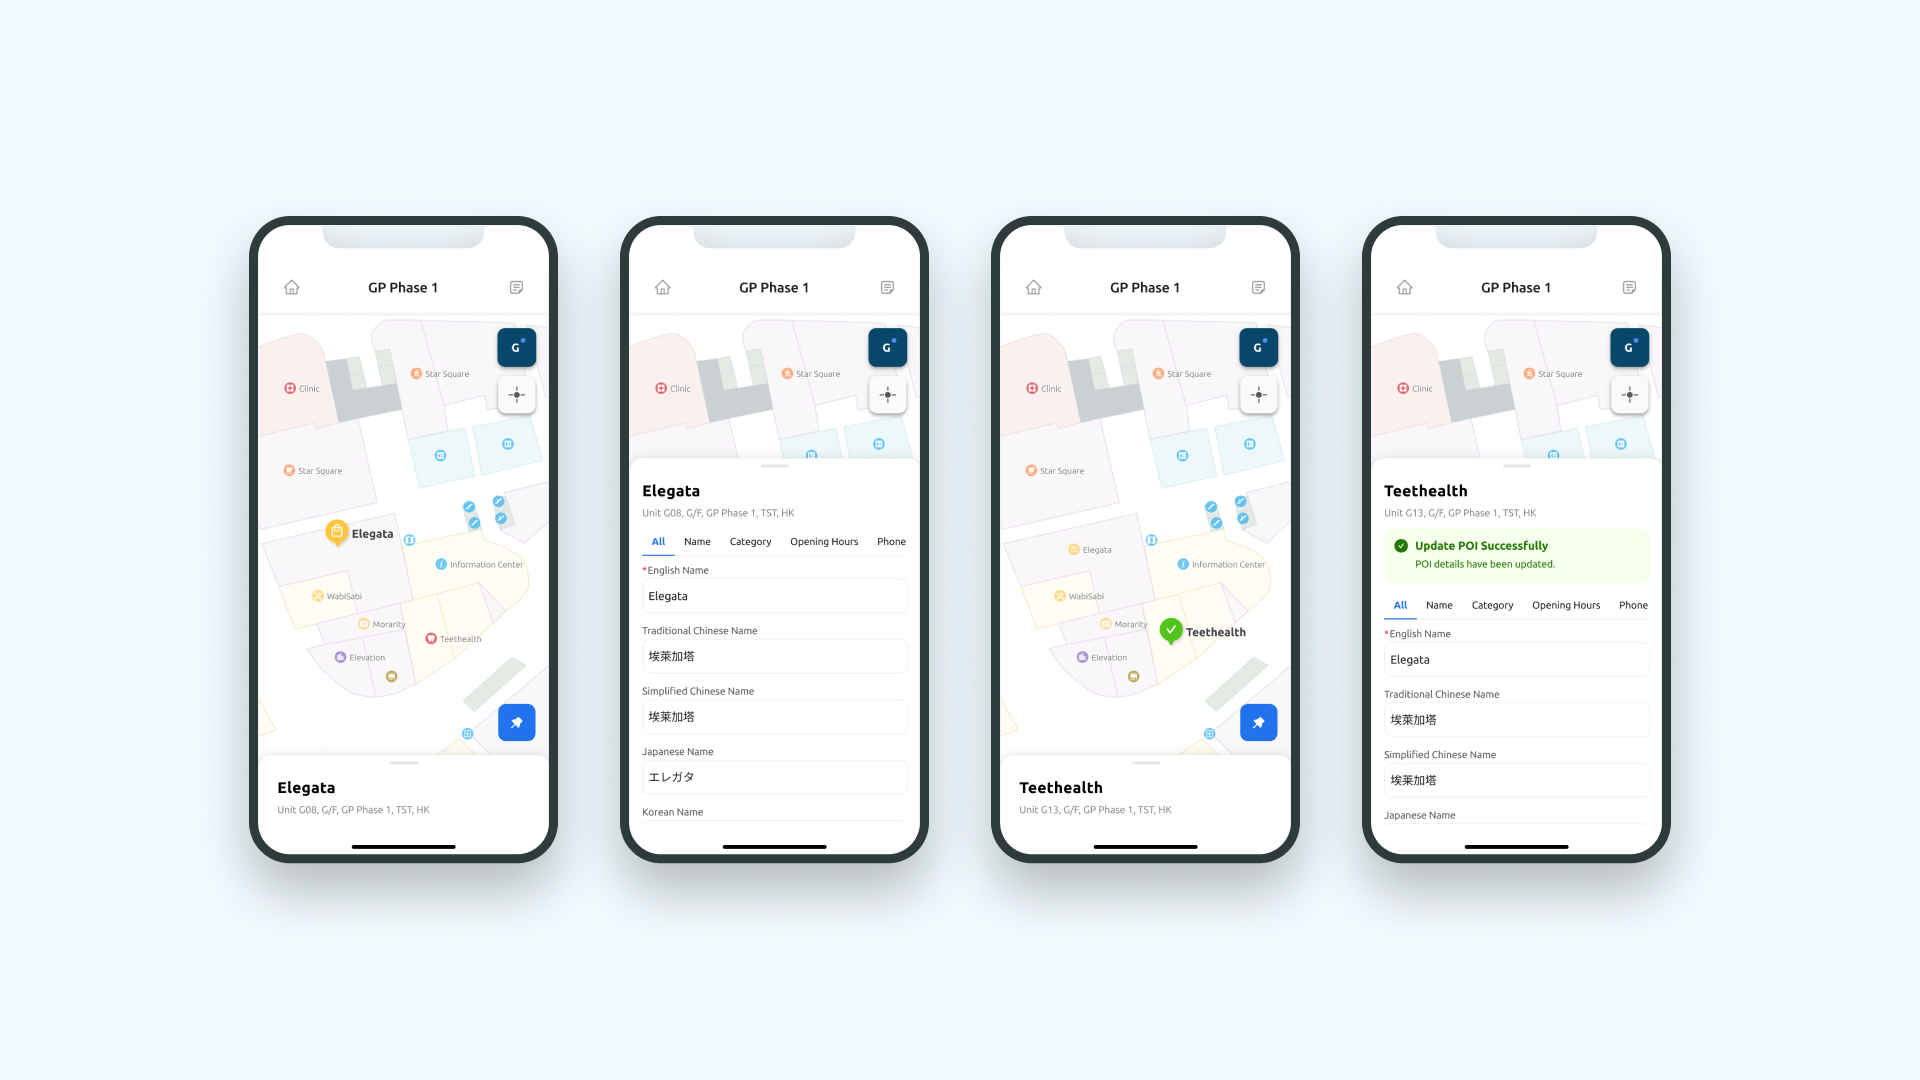 GP Phase 1
G
Clinic
Star Square
Star Square
Elegata
Information Center
WabiSabi
Morarity
Teethealth
Elevation
Elegata
Unit G08, G/F, GP Phase 1, TST, HK
GP Phase 1
G
Clinic
Star Square
Elegata
Unit G08, G/F, GP Phase 1, TST, HK
All Name Category Opening Hours Phone
*English Name
Elegata
Traditional Chinese Name
埃萊加塔
Simplified Chinese Name
埃莱加塔
Japanese Name
エレガタ
Korean Name
GP Phase 1
G
Clinic
Star Square
Star Square
Elegata
Information Center
WabiSabi
Morarity
Teethealth
Elevation
Teethealth
Unit G13, G/F, GP Phase 1, TST, HK
GP Phase 1
G
Clinic
Star Square
Teethealth
Unit G13, G/F, GP Phase 1, TST, HK
Update POI Successfully
POI details have been updated.
All Name Category Opening Hours Phone
*English Name
Elegata
Traditional Chinese Name
埃萊加塔
Simplified Chinese Name
埃莱加塔
Japanese Name